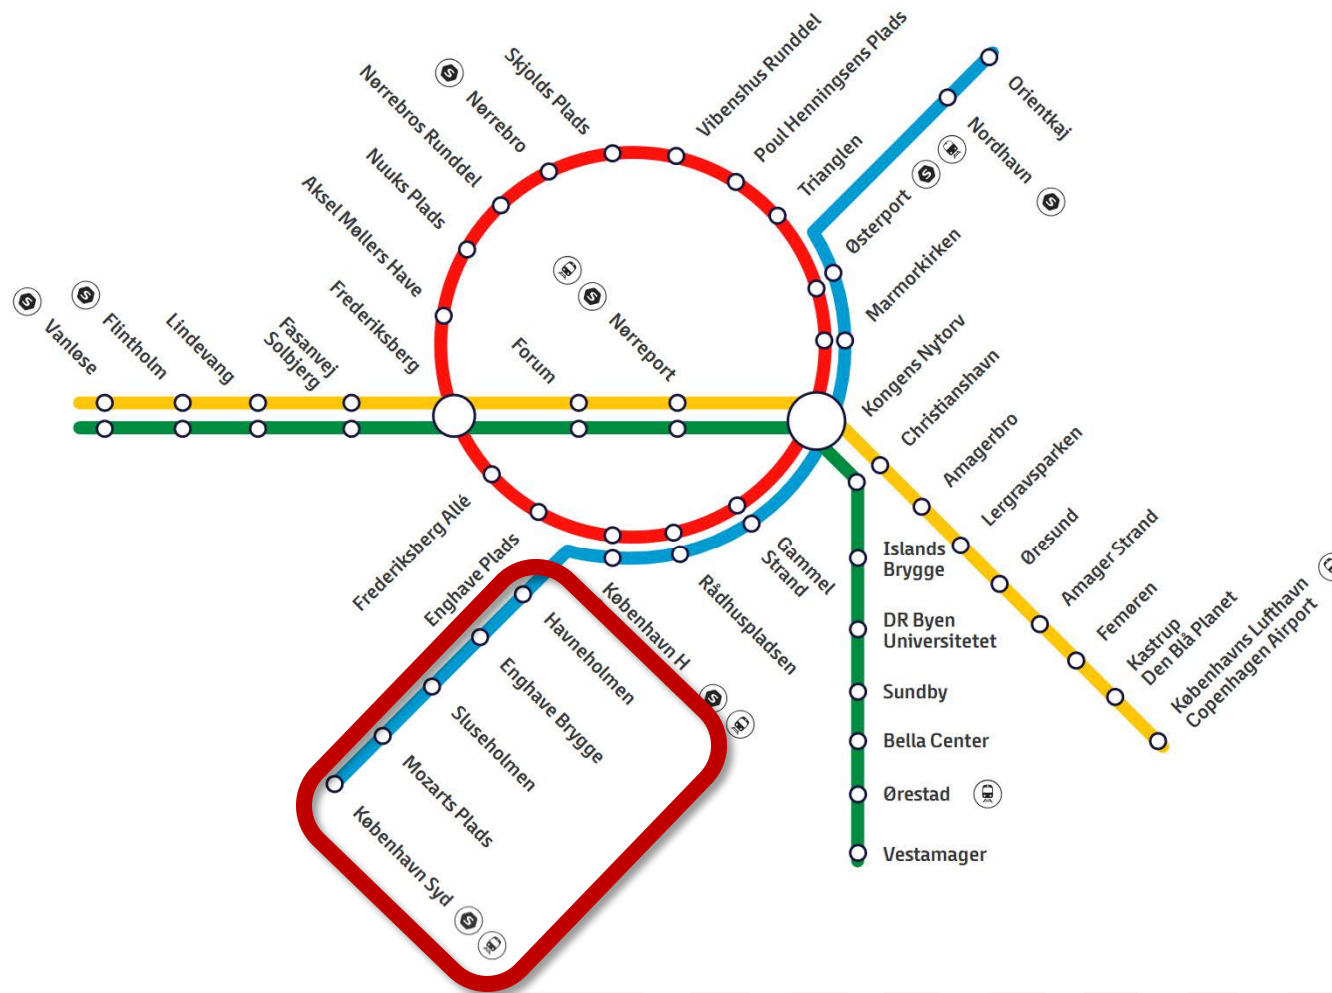 Skjolds Plads
Nørrebro
Nørrebros Runddel
Nuuks Plads
Aksel Møllers Have
Frederiksberg
Fasanvej
Solbjerg
Lindevang
Flintholm
Vanløse
Forum
Nørreport
Vibenshus Runddel
Poul Henningsens Plads
Trianglen
Orientkaj
Nordhavn
Østerport
Marmorkirken
Kongens Nytorv
Christianshavn
Amagerbro
Lergravsparken
Øresund
Amager Strand
Femøren
Kastrup
Den Blå Planet
Københavns Lufthavn
Copenhagen Airport
Islands
Brygge
DR Byen
Universitetet
Sundby
Bella Center
Ørestad
Vestamager
Gammel
Strand
Rådhuspladsen
København H
Enghave Plads
Frederiksberg Allé
Havneholmen
Enghave Brygge
Sluseholmen
Mozarts Plads
København Syd